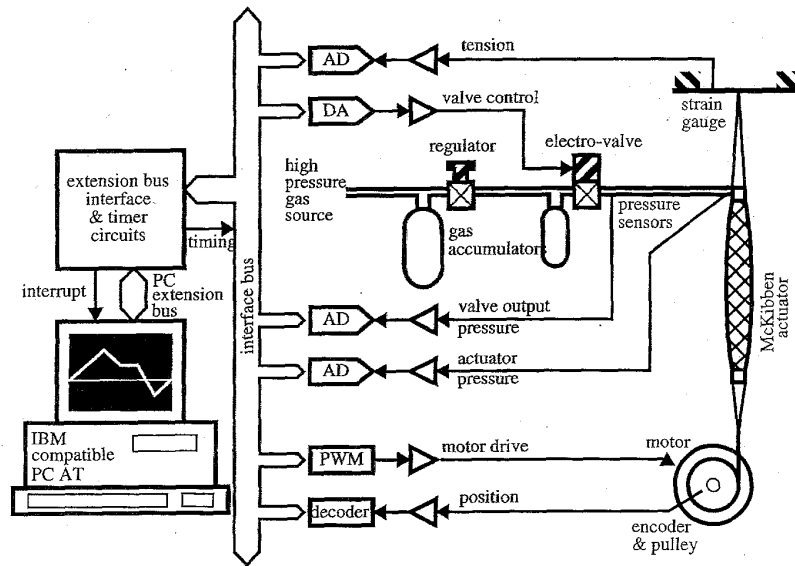 AD
tension
strain
gauge
DA
valve control
regulator
electro-valve
high
pressure
gas
source
gas
accumulators
pressure
sensors
McKibben
actuator
extension bus
interface
& timer
circuits
timing
interface bus
interrupt
PC
extension
bus
AD
valve output
pressure
AD
actuator
pressure
IBM
compatible
PC AT
PWM
motor drive
motor
decoder
position
encoder
& pulley